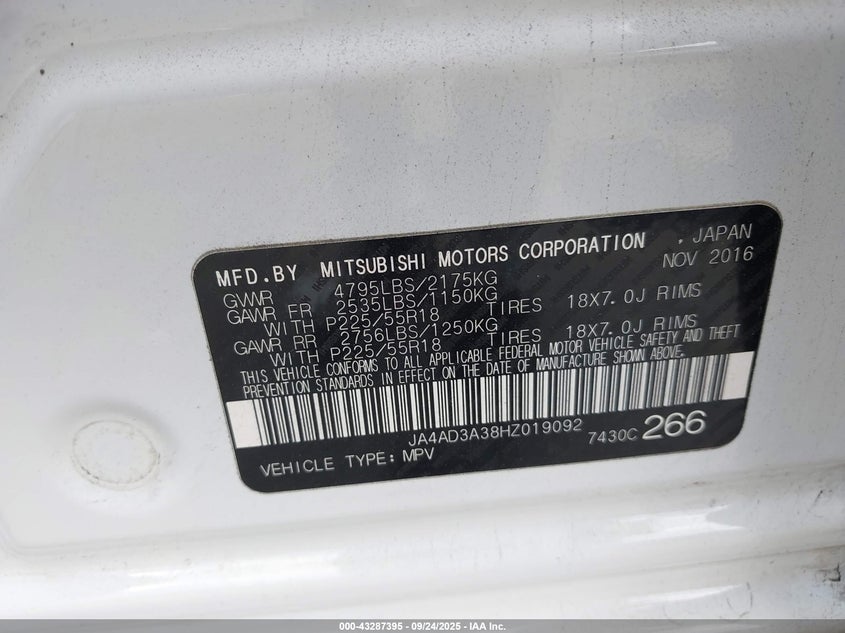 MFD.BY MITSUBISHI MOTORS CORPORATION , JAPAN
NOV 2016
GVWR 4795LBS/2175KG
GAWR FR 2535LBS/1150KG
WITH P225/55R18 TIRES 18X7.0J RIMS
GAWR RR 2756LBS/1250KG
WITH P225/55R18 TIRES 18X7.0J RIMS
THIS VEHICLE CONFORMS TO ALL APPLICABLE FEDERAL MOTOR VEHICLE SAFETY AND THEFT
PREVENTION STANDARDS IN EFFECT ON THE DATE OF MANUFACTURE SHOWN ABOVE.
JA4AD3A38HZ019092 7430C 266
VEHICLE TYPE: MPV
000-43287395 - 09/24/2025 - IAA Inc.